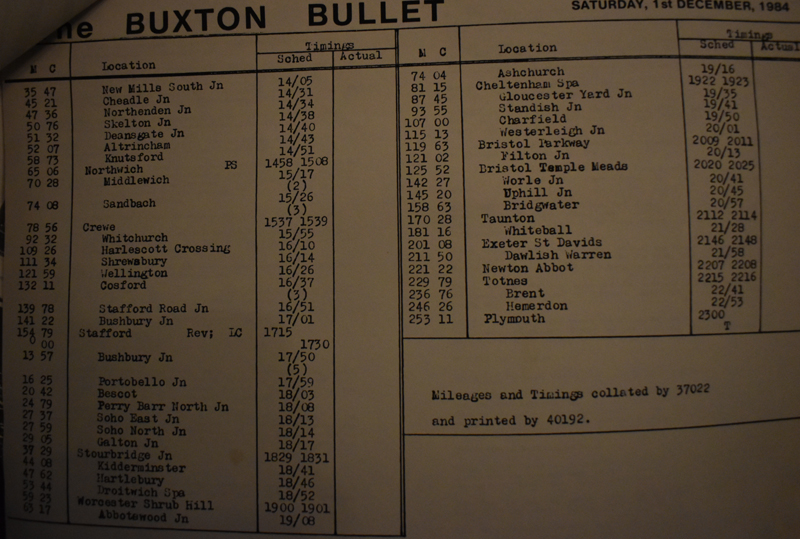 he BUXTON BULLET
SATURDAY, 1st DECEMBER, 1984
M C Location Timings
Sched Actual
35 47 New Mills South Jn 14/05
45 21 Cheadle Jn 14/31
47 36 Northenden Jn 14/34
50 76 Skelton Jn 14/38
51 32 Deansgate Jn 14/40
52 07 Altrincham 14/43
58 73 Knutsford 14/51
65 06 Northwich PS 1458 1508
70 28 Middlewich 15/17
(2)
74 08 Sandbach 15/26
(3)
78 56 Crewe 1537 1539
92 32 Whitchurch 15/55
109 26 Harlescott Crossing 16/10
111 34 Shrewsbury 16/14
121 59 Wellington 16/26
132 11 Cosford 16/37
(3)
139 78 Stafford Road Jn 16/51
141 22 Bushbury Jn 17/01
154 79 Stafford Rev; LC 1715
0 00 1730
13 57 Bushbury Jn 17/50
(5)
16 25 Portobello Jn 17/59
20 42 Bescot 18/03
24 79 Perry Barr North Jn 18/08
27 37 Soho East Jn 18/13
27 59 Soho North Jn 18/14
29 05 Galton Jn 18/17
37 29 Stourbridge Jn 1829 1831
44 08 Kidderminster 18/41
47 62 Hartlebury 18/46
53 44 Droitwich Spa 18/52
59 23 Worcester Shrub Hill 1900 1901
63 17 Abbotswood Jn 19/08
M C Location Timings
Sched Actual
74 04 Ashchurch 19/16
81 15 Cheltenham Spa 1922 1923
87 45 Gloucester Yard Jn 19/35
93 55 Standish Jn 19/41
107 00 Charfield 19/50
115 13 Westerleigh Jn 20/01
119 63 Bristol Parkway 2009 2011
121 02 Filton Jn 20/13
125 52 Bristol Temple Meads 2020 2025
142 27 Worle Jn 20/41
145 20 Uphill Jn 20/45
158 63 Bridgwater 20/57
170 28 Taunton 2112 2114
181 16 Whiteball 21/28
201 08 Exeter St Davids 2146 2148
211 50 Dawlish Warren 21/58
221 22 Newton Abbot 2207 2208
229 79 Totnes 2215 2216
236 76 Brent 22/41
246 26 Hemerdon 22/53
253 11 Plymouth 2300
T
Mileages and Timings collated by 37022
and printed by 40192.